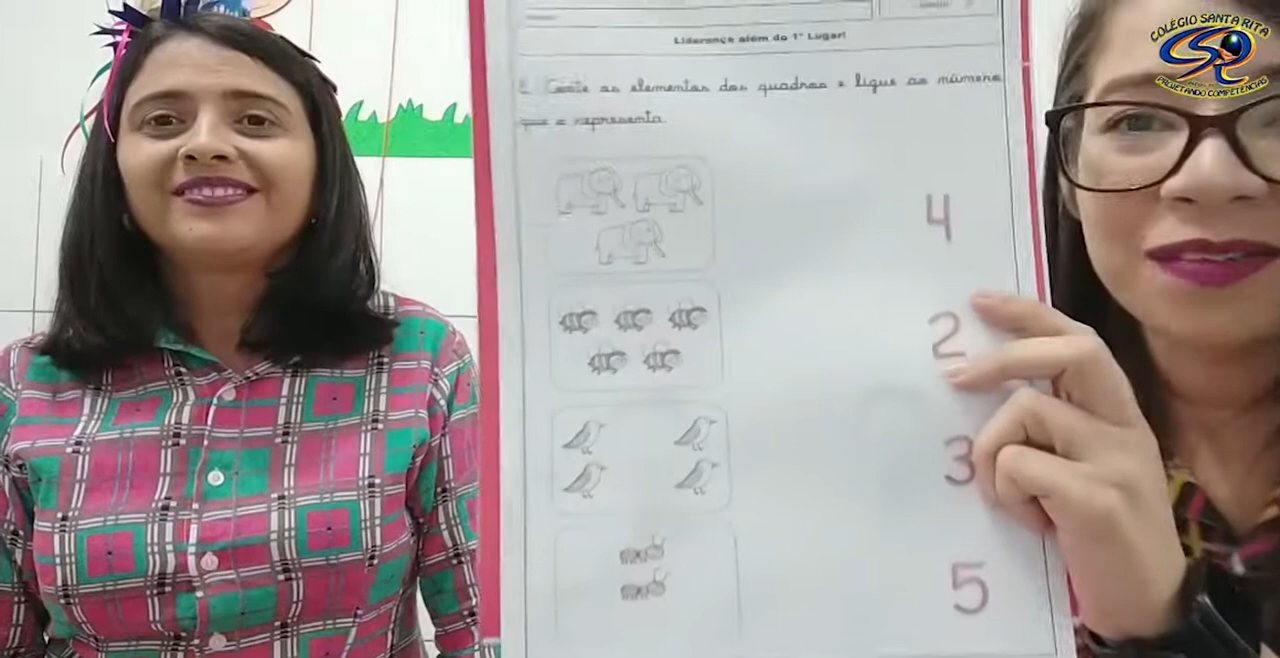 Liderança além do 1º Lugar!
Conte os elementos dos quadros e ligue ao número
que o representa.
4
2
3
5
COLÉGIO SANTA RITA
PROJETANDO COMPETÊNCIAS